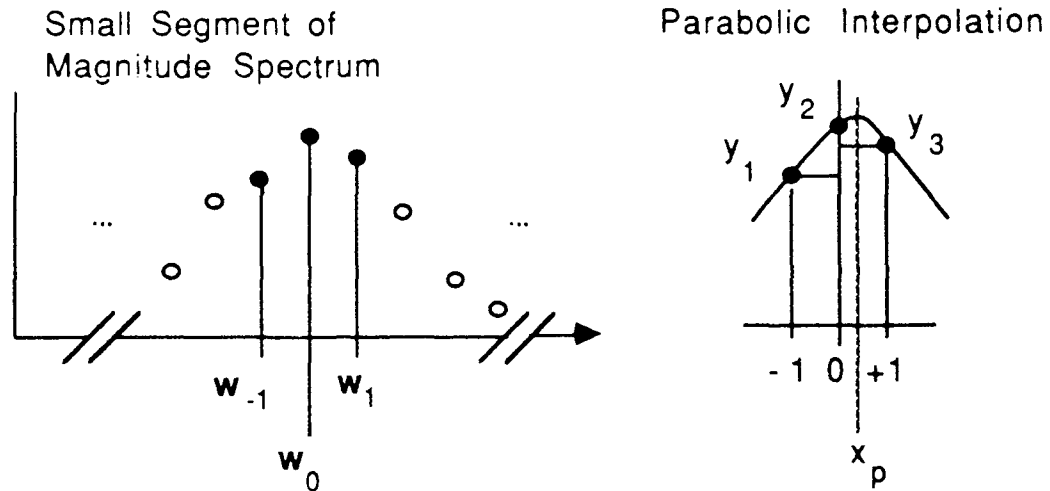 Small Segment of
Magnitude Spectrum
Parabolic Interpolation
y2
y1
y3
...
...
w-1
w1
w0
-1 0 +1
xp